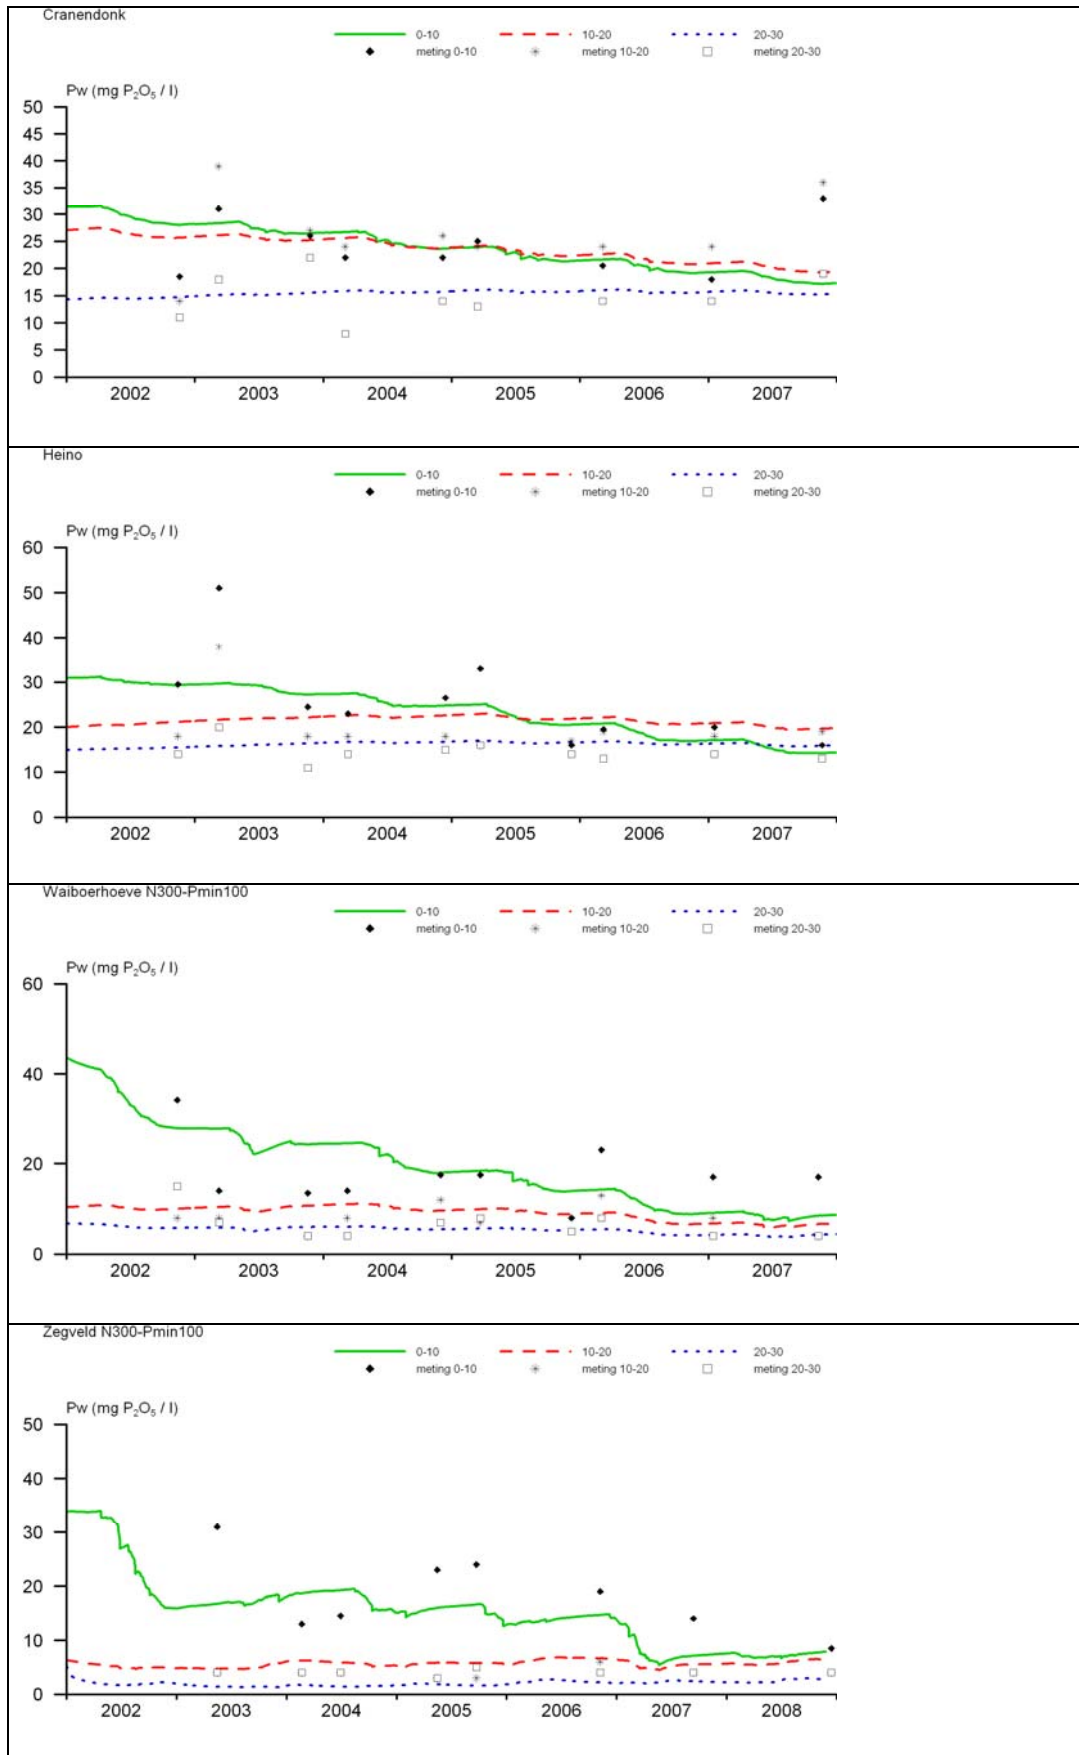 Cranendonk
0-10 10-20 20-30
meting 0-10 meting 10-20 meting 20-30
Pw (mg P₂O₅ / l)
50
45
40
35
30
25
20
15
10
5
0
2002 2003 2004 2005 2006 2007
Heino
0-10 10-20 20-30
meting 0-10 meting 10-20 meting 20-30
Pw (mg P₂O₅ / l)
60
50
40
30
20
10
0
2002 2003 2004 2005 2006 2007
Waiboerhoeve N300-Pmin100
0-10 10-20 20-30
meting 0-10 meting 10-20 meting 20-30
Pw (mg P₂O₅ / l)
60
40
20
0
2002 2003 2004 2005 2006 2007
Zegveld N300-Pmin100
0-10 10-20 20-30
meting 0-10 meting 10-20 meting 20-30
Pw (mg P₂O₅ / l)
50
40
30
20
10
0
2002 2003 2004 2005 2006 2007 2008